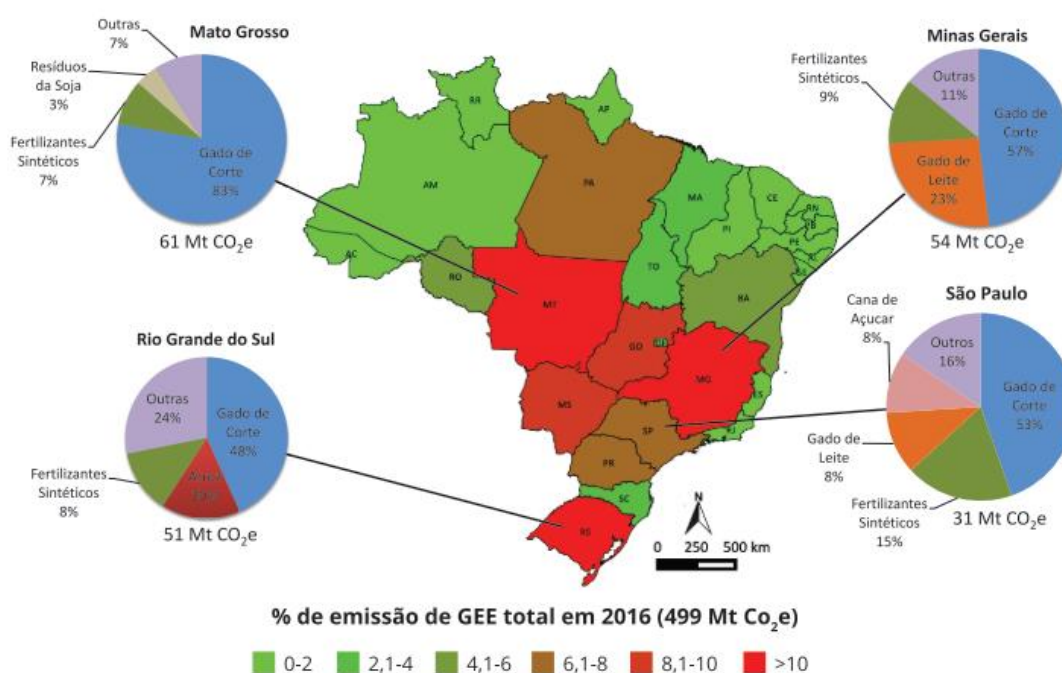 Mato Grosso
Outras
7%
Resíduos
da Soja
3%
Fertilizantes
Sintéticos
7%
Gado de
Corte
83%
61 Mt CO₂e
Minas Gerais
Fertilizantes
Sintéticos
9%
Outras
11%
Gado de
Corte
57%
Gado de
Leite
23%
54 Mt CO₂e
Rio Grande do Sul
Outras
24%
Gado de
Corte
48%
Fertilizantes
Sintéticos
8%
51 Mt CO₂e
São Paulo
Cana de
Açucar
8%
Outros
16%
Gado de
Corte
53%
Gado de
Leite
8%
Fertilizantes
Sintéticos
15%
31 Mt CO₂e
RR
AP
AM
PA
MA
CE
RN
PB
PI
PE
AC
RO
TO
BA
MT
GO
MG
ES
MS
SP
RJ
PR
SC
RS
N
0 250 500 km
% de emissão de GEE total em 2016 (499 Mt Co₂e)
0-2 2,1-4 4,1-6 6,1-8 8,1-10 >10